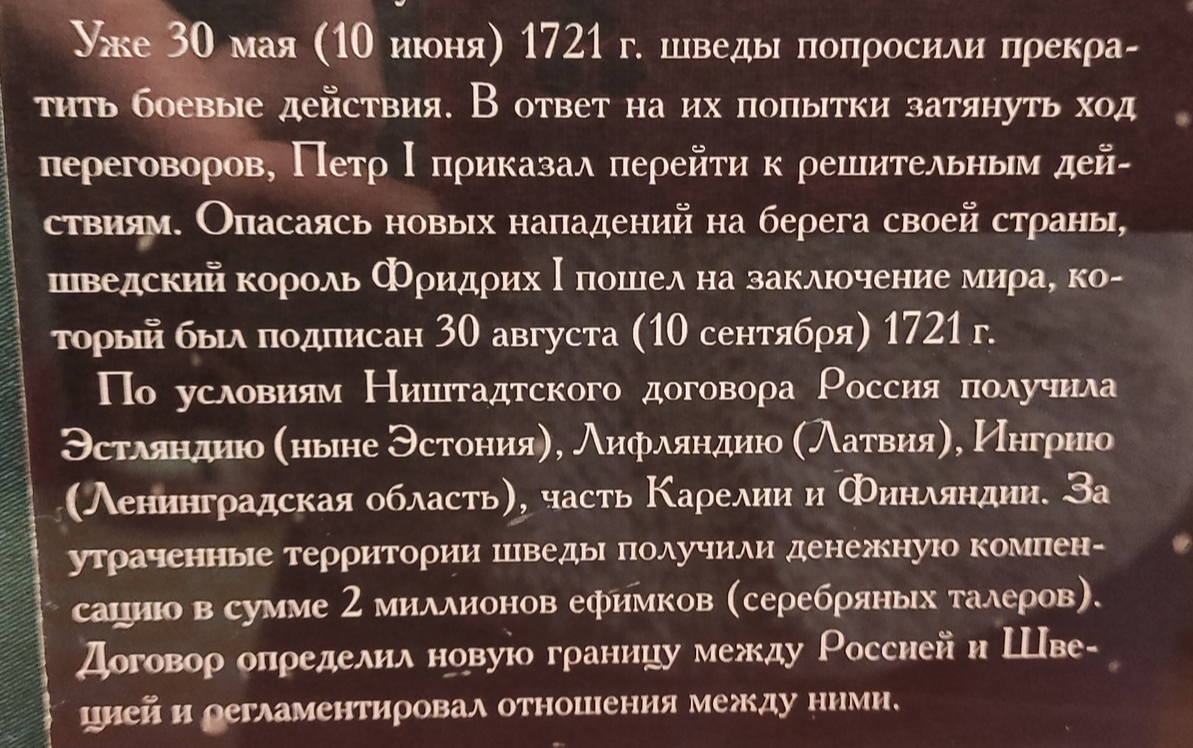 Уже 30 мая (10 июня) 1721 г. шведы попросили прекра-
тить боевые действия. В ответ на их попытки затянуть ход
переговоров, Петр I приказал перейти к решительным дей-
ствиям. Опасаясь новых нападений на берега своей страны,
шведский король Фридрих I пошел на заключение мира, ко-
торый был подписан 30 августа (10 сентября) 1721 г.
По условиям Ништадтского договора Россия получила
Эстляндию (ныне Эстония), Лифляндию (Латвия), Ингрию
(Ленинградская область), часть Карелии и Финляндии. За
утраченные территории шведы получили денежную компен-
сацию в сумме 2 миллионов ефимков (серебряных талеров).
Договор определил новую границу между Россией и Шве-
цией и регламентировал отношения между ними.